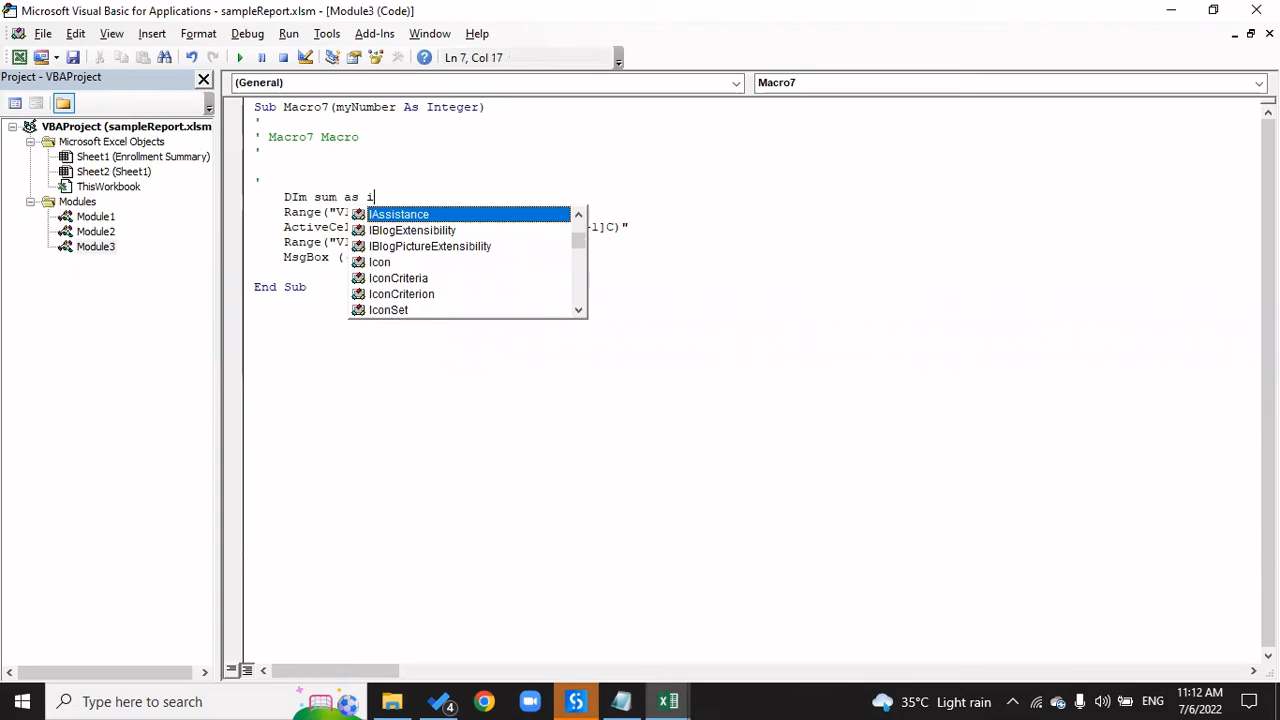 Microsoft Visual Basic for Applications - sampleReport.xlsm - [Module3 (Code)]
File Edit View Insert Format Debug Run Tools Add-Ins Window Help
Ln 7, Col 17
Project - VBAProject
(General) Macro7
VBAProject (sampleReport.xlsm
Microsoft Excel Objects
Sheet1 (Enrollment Summary)
Sheet2 (Sheet1)
ThisWorkbook
Modules
Module1
Module2
Module3
Sub Macro7(myNumber As Integer)
'
' Macro7 Macro
'
'
DIm sum as i
Range("V1
ActiveCel -1]C)"
Range("V1
MsgBox (
End Sub
IAssistance
IBlogExtensibility
IBlogPictureExtensibility
Icon
IconCriteria
IconCriterion
IconSet
Type here to search
4
35°C Light rain
ENG
11:12 AM
7/6/2022